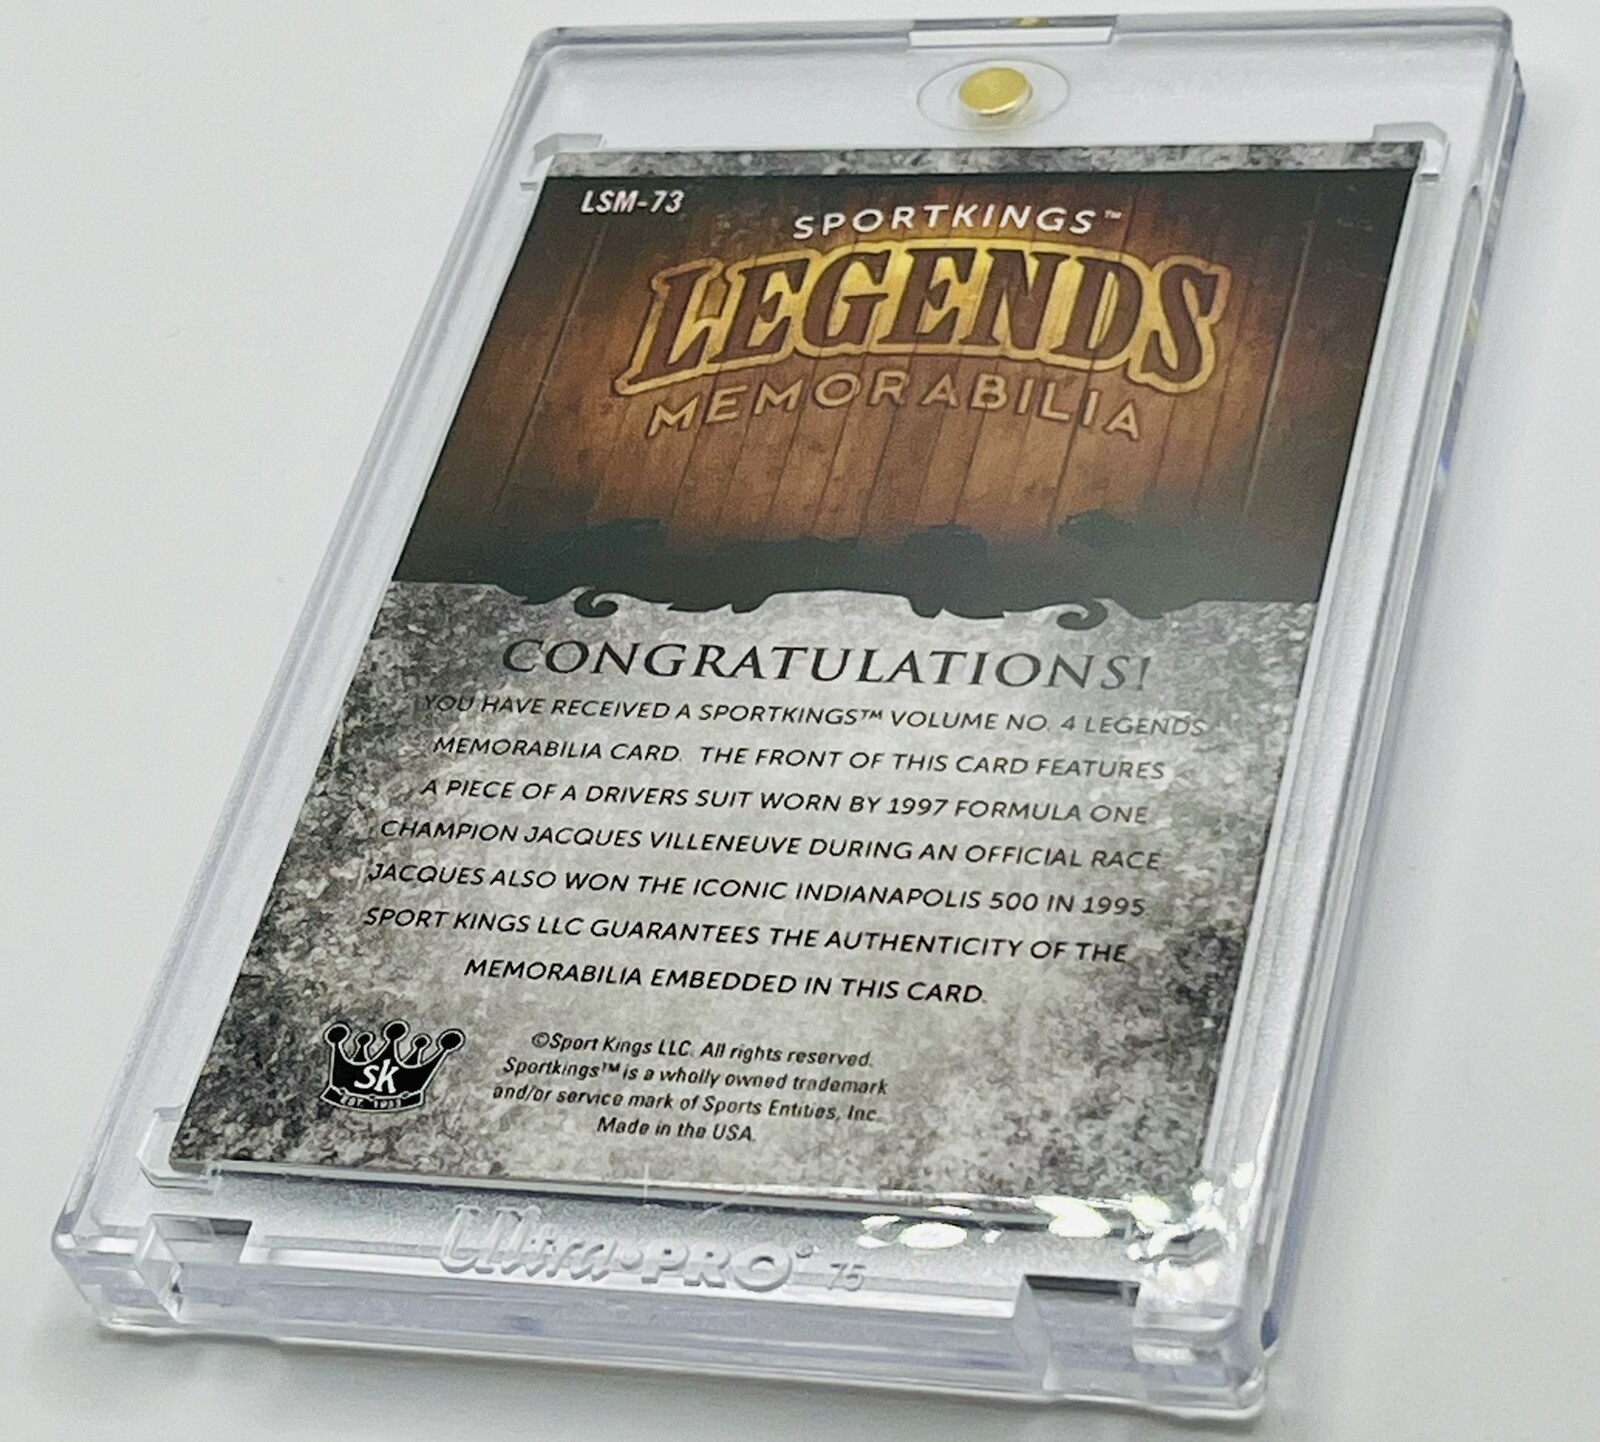 LSM-73
SPORTKINGS™
LEGENDS
MEMORABILIA
CONGRATULATIONS!
YOU HAVE RECEIVED A SPORTKINGS™ VOLUME NO. 4 LEGENDS
MEMORABILIA CARD. THE FRONT OF THIS CARD FEATURES
A PIECE OF A DRIVERS SUIT WORN BY 1997 FORMULA ONE
CHAMPION JACQUES VILLENEUVE DURING AN OFFICIAL RACE.
JACQUES ALSO WON THE ICONIC INDIANAPOLIS 500 IN 1995.
SPORT KINGS LLC GUARANTEES THE AUTHENTICITY OF THE
MEMORABILIA EMBEDDED IN THIS CARD.
sk
EST. 1933
©Sport Kings LLC. All rights reserved.
Sportkings™ is a wholly owned trademark
and/or service mark of Sports Entities, Inc.
Made in the USA.
Ultra•PRO® 75